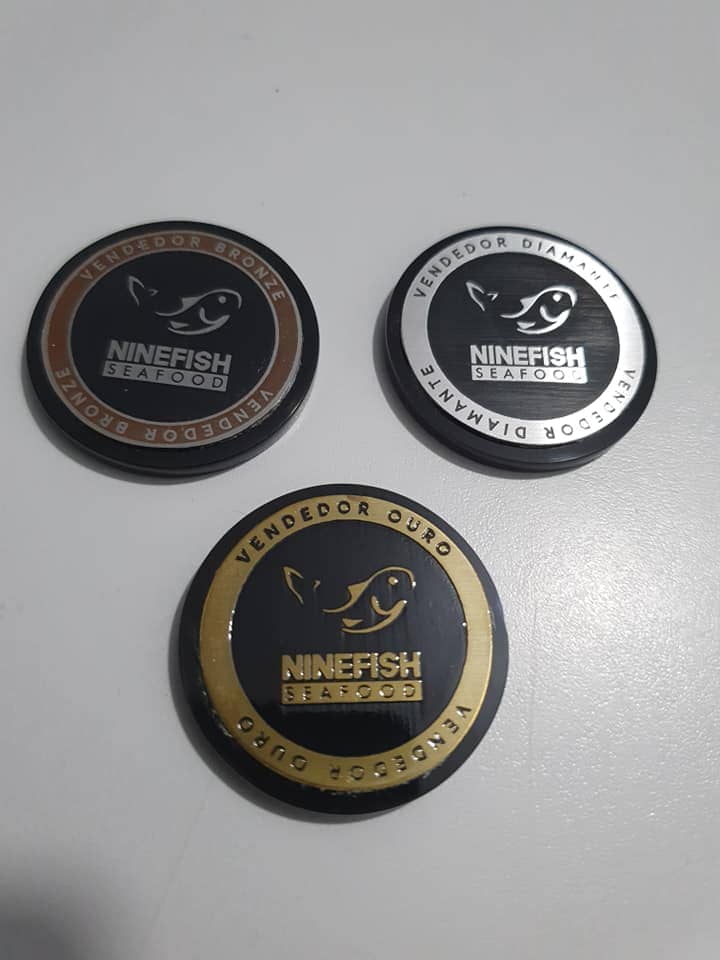 VENDEDOR BRONZE
NINEFISH
SEAFOOD
VENDEDOR BRONZE
VENDEDOR DIAMANTE
NINEFISH
SEAFOOD
VENDEDOR DIAMANTE
VENDEDOR OURO
NINEFISH
SEAFOOD
VENDEDOR OURO